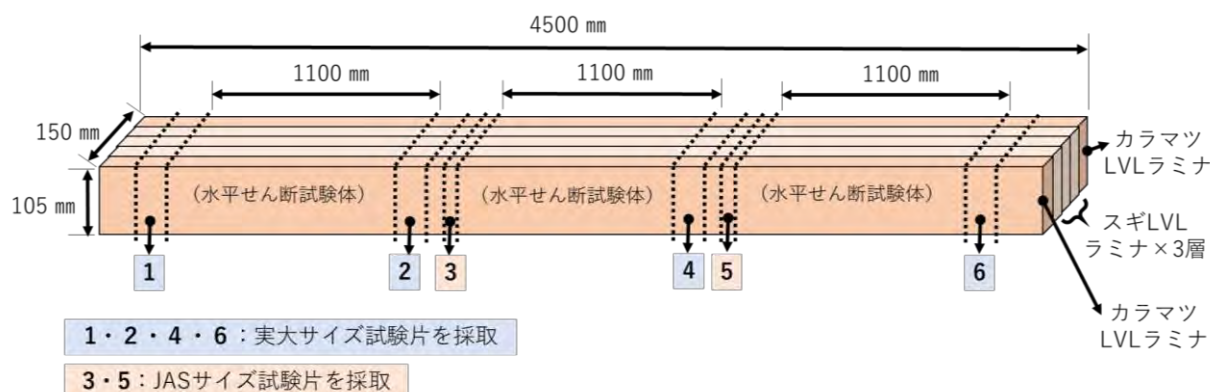 4500 ㎜
1100 ㎜
1100 ㎜
1100 ㎜
150 ㎜
105 ㎜
(水平せん断試験体)
(水平せん断試験体)
(水平せん断試験体)
カラマツ
LVLラミナ
スギLVL
ラミナ×3層
カラマツ
LVLラミナ
1
2
3
4
5
6
1・2・4・6：実大サイズ試験片を採取
3・5：JASサイズ試験片を採取